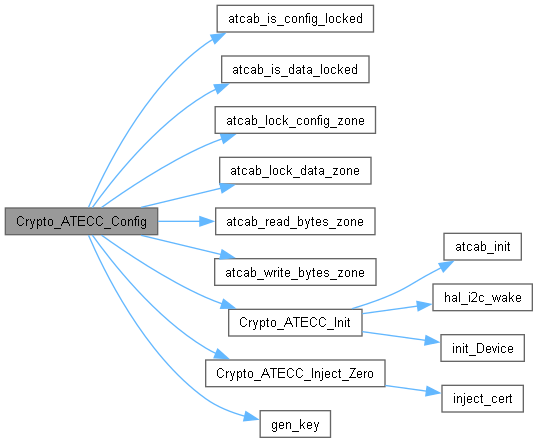 atcab_is_config_locked
atcab_is_data_locked
atcab_lock_config_zone
atcab_lock_data_zone
Crypto_ATECC_Config
atcab_read_bytes_zone
atcab_init
atcab_write_bytes_zone
hal_i2c_wake
Crypto_ATECC_Init
init_Device
Crypto_ATECC_Inject_Zero
inject_cert
gen_key